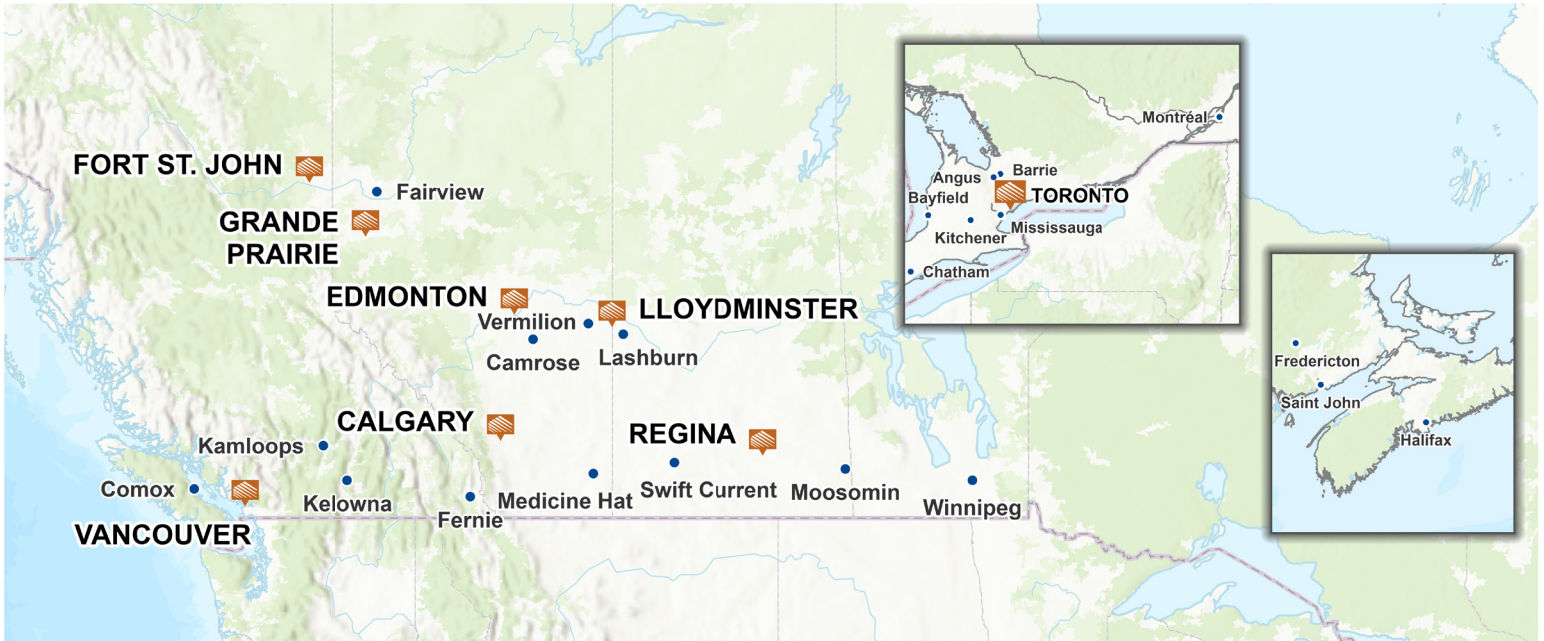 FORT ST. JOHN
Fairview
GRANDE
PRAIRIE
EDMONTON
LLOYDMINSTER
Vermilion
Camrose
Lashburn
CALGARY
REGINA
Kamloops
Comox
Kelowna
Fernie
Medicine Hat
Swift Current
Moosomin
Winnipeg
VANCOUVER
Montréal
Barrie
Angus
TORONTO
Bayfield
Mississauga
Kitchener
Chatham
Fredericton
Saint John
Halifax